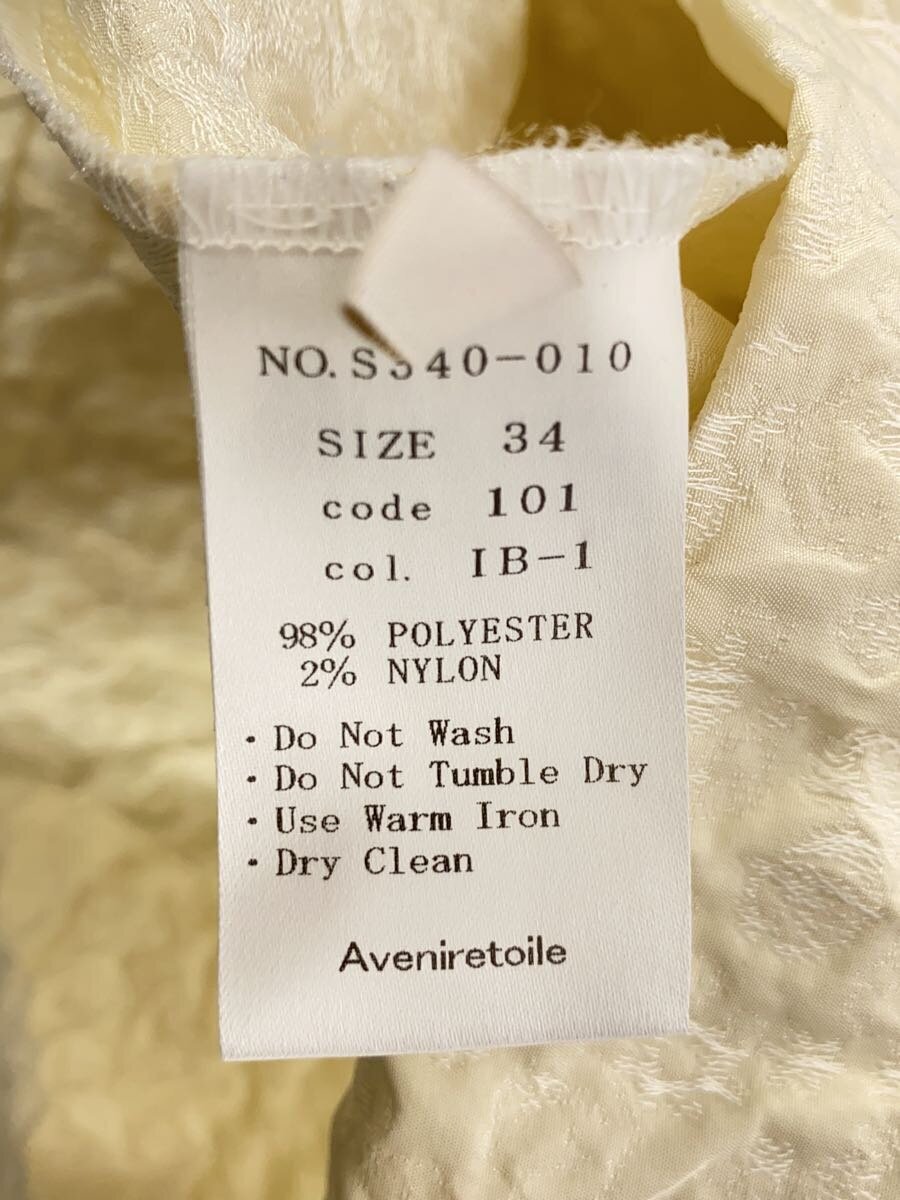 NO. S340-010
SIZE 34
code 101
col. IB-1
98% POLYESTER
2% NYLON
· Do Not Wash
· Do Not Tumble Dry
· Use Warm Iron
· Dry Clean
Aveniretoile